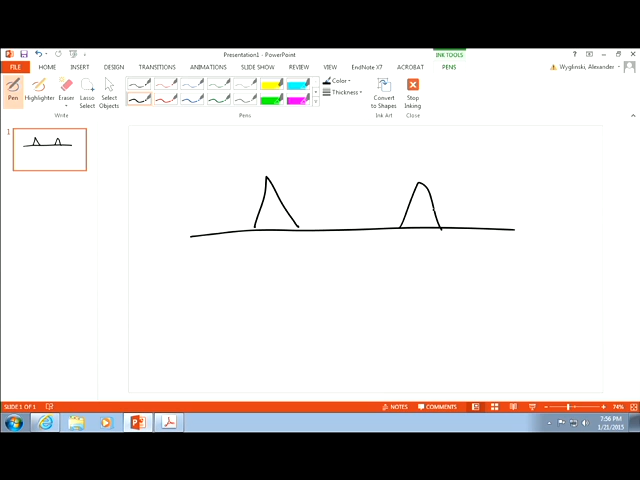 Presentation1 - PowerPoint
INK TOOLS
FILE HOME INSERT DESIGN TRANSITIONS ANIMATIONS SLIDE SHOW REVIEW VIEW EndNote X7 ACROBAT PENS
Wyglinski, Alexander
Pen Highlighter Eraser Lasso Select Select Objects
Color
Thickness
Convert to Shapes
Stop Inking
Write Pens Ink Art Close
1
SLIDE 1 OF 1 NOTES COMMENTS 74%
7:56 PM
1/21/2015